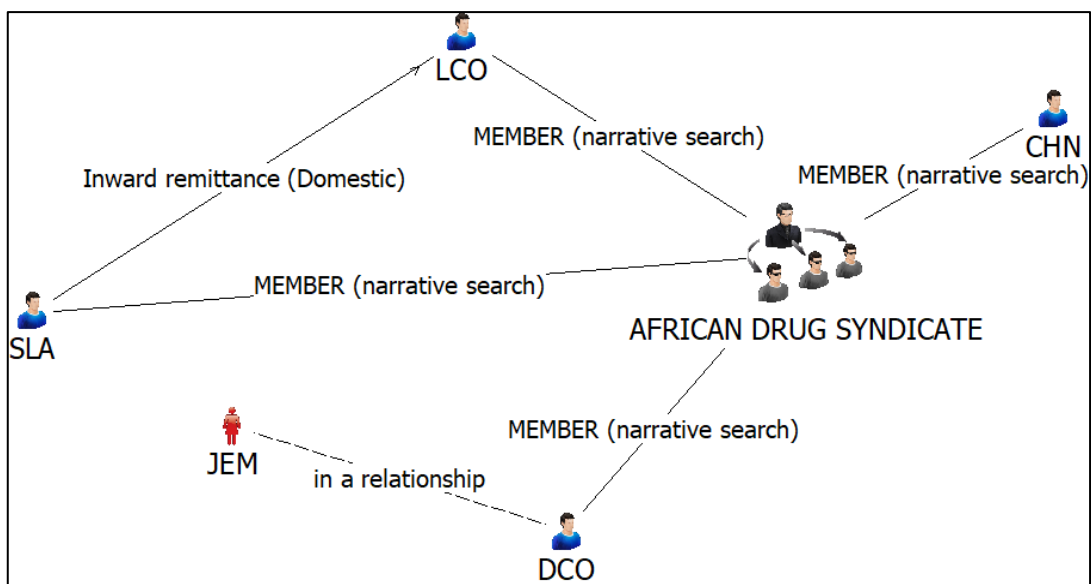 LCO
CHN
MEMBER (narrative search)
MEMBER (narrative search)
Inward remittance (Domestic)
MEMBER (narrative search)
AFRICAN DRUG SYNDICATE
SLA
MEMBER (narrative search)
JEM
in a relationship
DCO